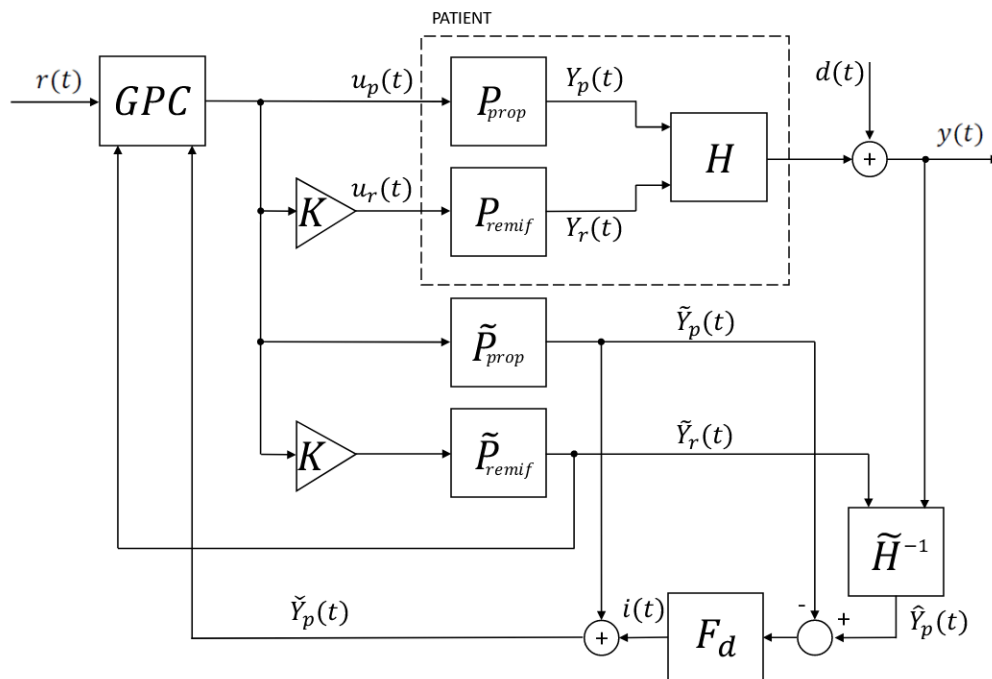 PATIENT
r(t)
GPC
u_p(t)
P_prop
Y_p(t)
d(t)
H
+
y(t)
K
u_r(t)
P_remif
Y_r(t)
P̃_prop
Ỹ_p(t)
K
P̃_remif
Ỹ_r(t)
H̃⁻¹
Y̌_p(t)
+
i(t)
F_d
-
+
Ŷ_p(t)